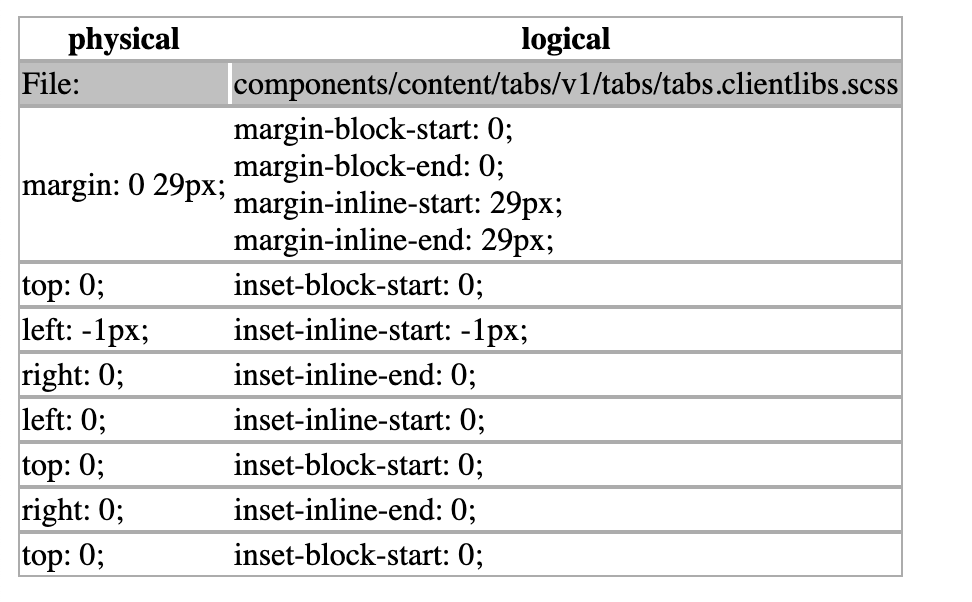 physical logical
File: components/content/tabs/v1/tabs/tabs.clientlibs.scss
margin: 0 29px; margin-block-start: 0;
margin-block-end: 0;
margin-inline-start: 29px;
margin-inline-end: 29px;
top: 0; inset-block-start: 0;
left: -1px; inset-inline-start: -1px;
right: 0; inset-inline-end: 0;
left: 0; inset-inline-start: 0;
top: 0; inset-block-start: 0;
right: 0; inset-inline-end: 0;
top: 0; inset-block-start: 0;